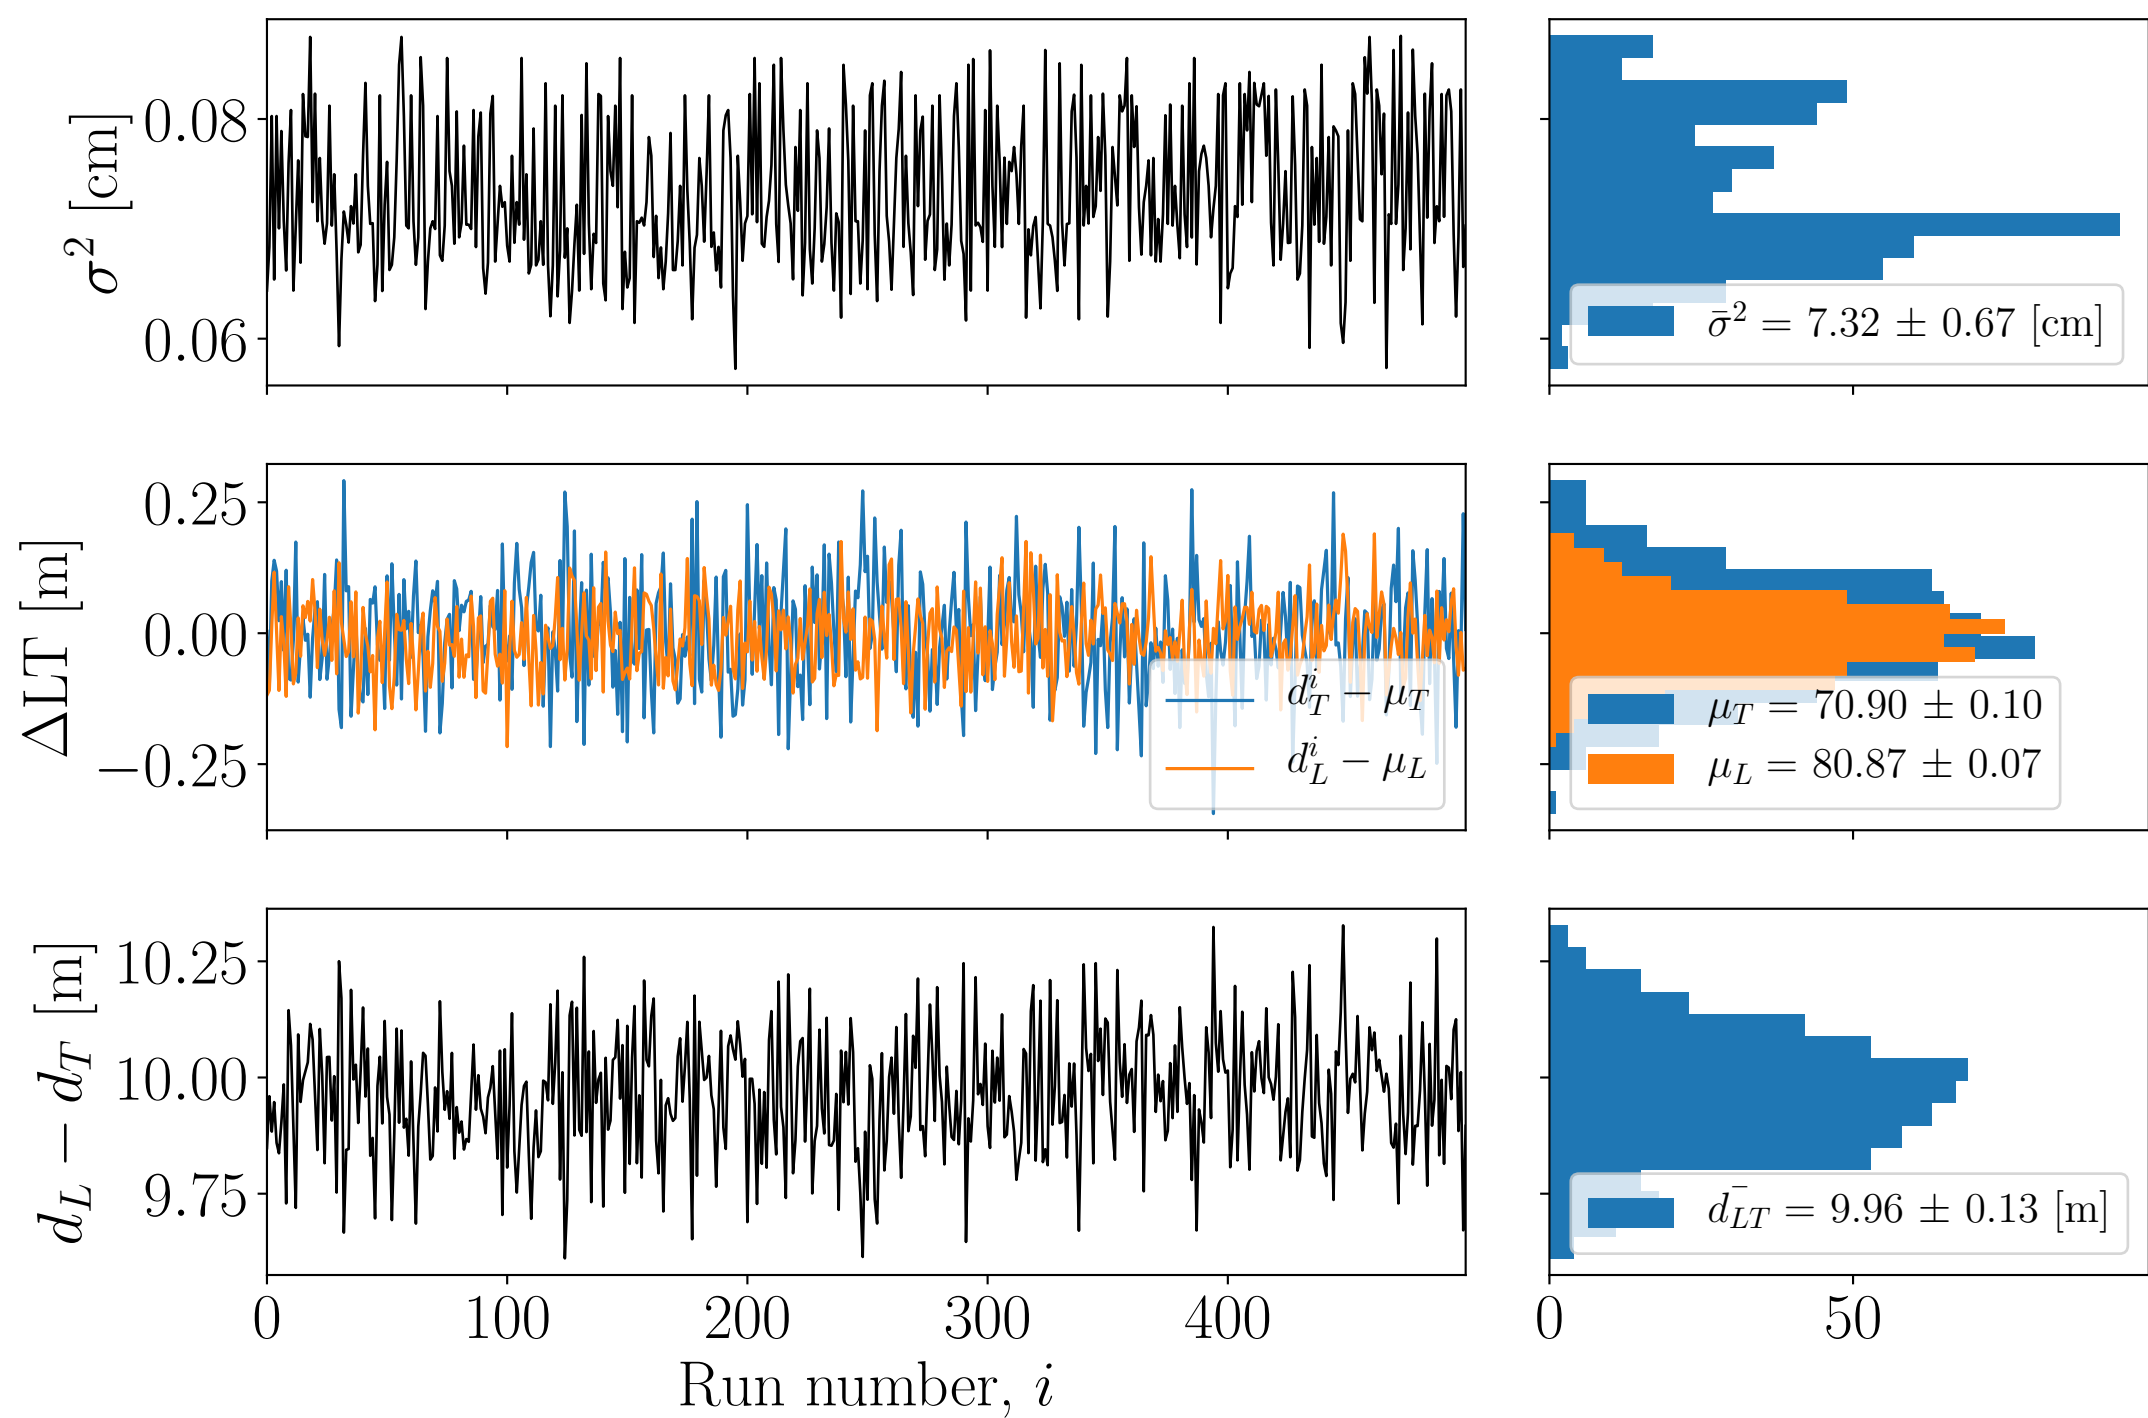 σ² [cm]
0.08
0.06
σ̄² = 7.32 ± 0.67 [cm]
ΔLT [m]
0.25
0.00
−0.25
d_T^i − μ_T
d_L^i − μ_L
μ_T = 70.90 ± 0.10
μ_L = 80.87 ± 0.07
d_L − d_T [m]
10.25
10.00
9.75
d̄_LT = 9.96 ± 0.13 [m]
0 100 200 300 400
0 50
Run number, i